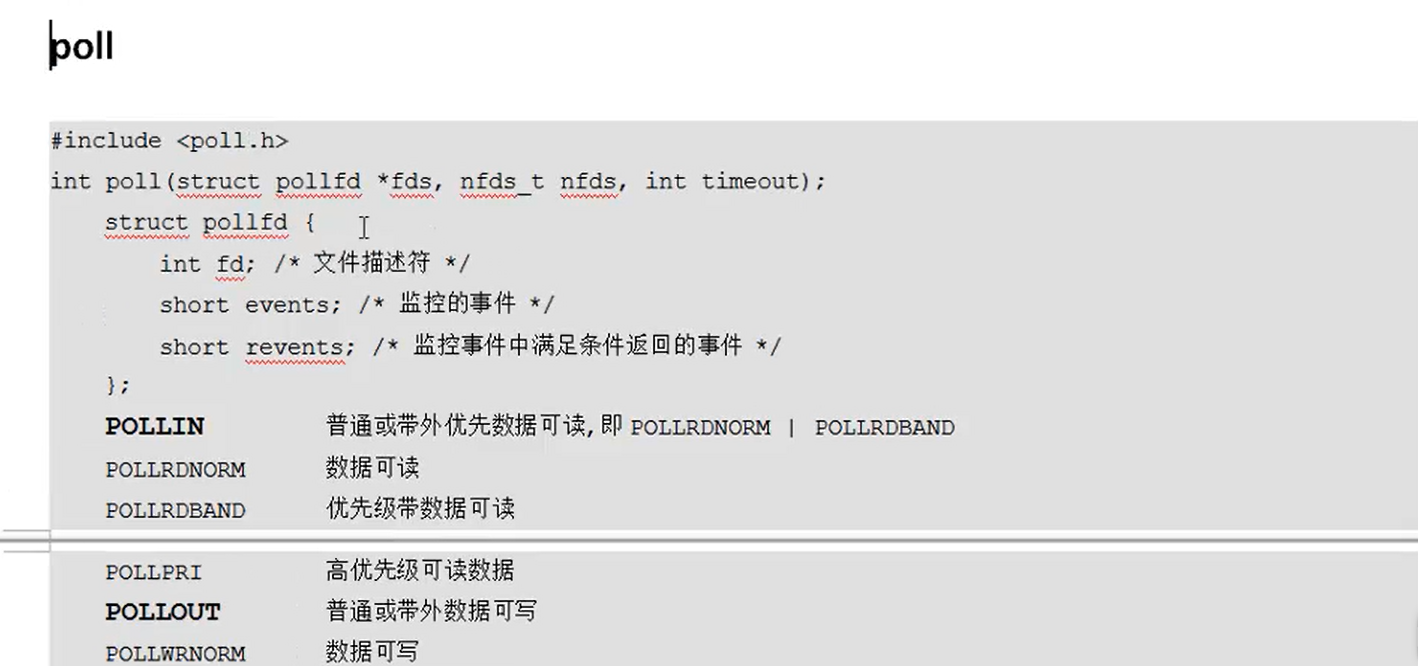 poll
#include <poll.h>
int poll(struct pollfd *fds, nfds_t nfds, int timeout);
struct pollfd {
int fd; /* 文件描述符 */
short events; /* 监控的事件 */
short revents; /* 监控事件中满足条件返回的事件 */
};
POLLIN 普通或带外优先数据可读,即 POLLRDNORM | POLLRDBAND
POLLRDNORM 数据可读
POLLRDBAND 优先级带数据可读
POLLPRI 高优先级可读数据
POLLOUT 普通或带外数据可写
POLLWRNORM 数据可写